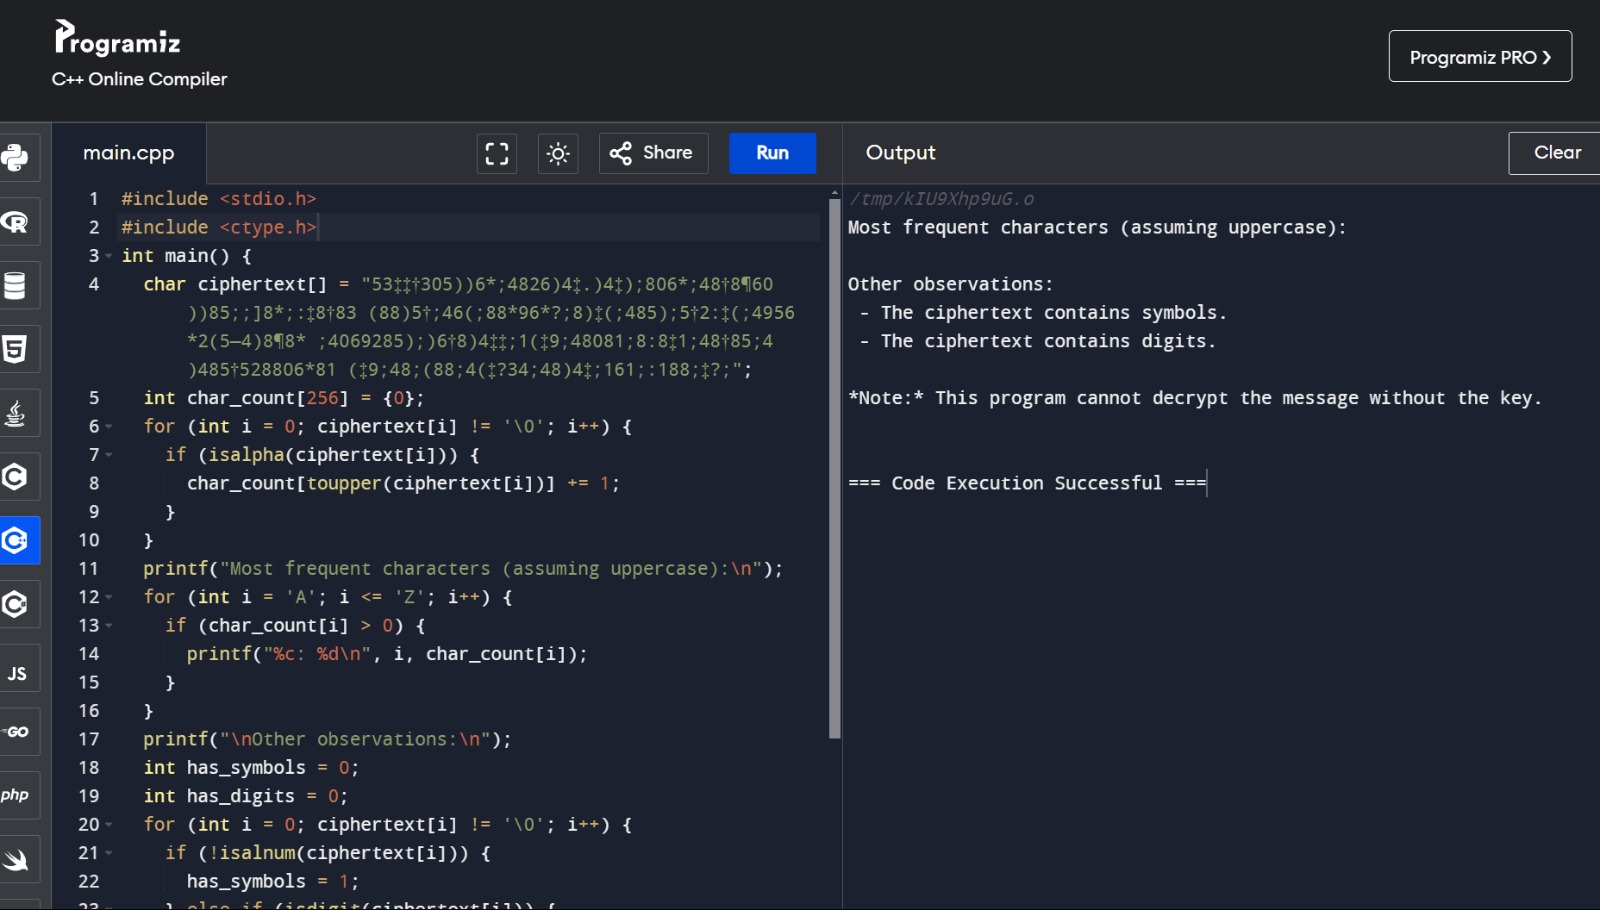 Programiz
C++ Online Compiler
Programiz PRO ❯
main.cpp
Share
Run
Output
Clear
1 #include <stdio.h>
2 #include <ctype.h>
3 int main() {
4 char ciphertext[] = "53‡‡†305))6*;4826)4‡.)4‡);806*;48†8¶60
))85;;]8*;:‡8†83 (88)5†;46(;88*96*?;8)‡(;485);5†2:‡(;4956
*2(5—4)8¶8* ;4069285);)6†8)4‡‡;1(‡9;48081;8:8‡1;48†85;4
)485†528806*81 (‡9;48;(88;4(‡?34;48)4‡;161;:188;‡?;";
5 int char_count[256] = {0};
6 for (int i = 0; ciphertext[i] != '\0'; i++) {
7 if (isalpha(ciphertext[i])) {
8 char_count[toupper(ciphertext[i])] += 1;
9 }
10 }
11 printf("Most frequent characters (assuming uppercase):\n");
12 for (int i = 'A'; i <= 'Z'; i++) {
13 if (char_count[i] > 0) {
14 printf("%c: %d\n", i, char_count[i]);
15 }
16 }
17 printf("\nOther observations:\n");
18 int has_symbols = 0;
19 int has_digits = 0;
20 for (int i = 0; ciphertext[i] != '\0'; i++) {
21 if (!isalnum(ciphertext[i])) {
22 has_symbols = 1;
23 } else if (isdigit(ciphertext[i])) {
/tmp/kIU9Xhp9uG.o
Most frequent characters (assuming uppercase):
Other observations:
- The ciphertext contains symbols.
- The ciphertext contains digits.
*Note:* This program cannot decrypt the message without the key.
=== Code Execution Successful ===
R
5
C
C
C
JS
GO
php